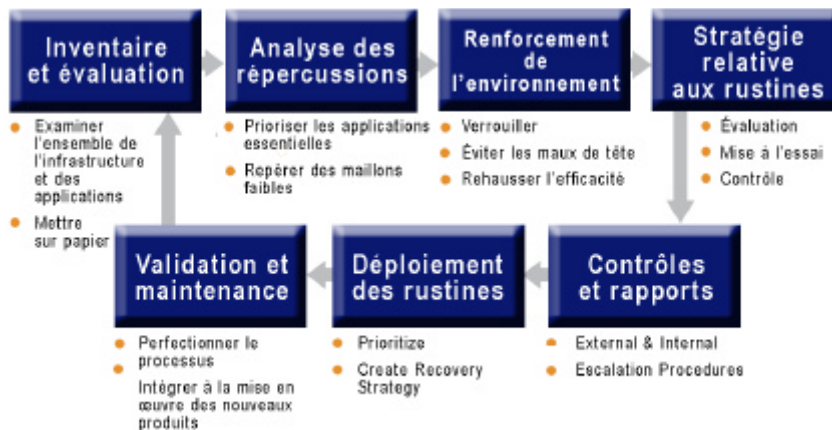 Inventaire
et évaluation
Analyse des
répercussions
Renforcement
de
l'environnement
Stratégie
relative
aux rustines
Examiner
l'ensemble de
l'infrastructure
et des
applications
Mettre
sur papier
Prioriser les applications
essentielles
Repérer des maillons
faibles
Verrouiller
Éviter les maux de tête
Rehausser l'efficacité
Évaluation
Mise à l'essai
Contrôle
Validation et
maintenance
Déploiement
des rustines
Contrôles
et rapports
Perfectionner le
processus
Intégrer à la mise en
œuvre des nouveaux
produits
Prioritize
Create Recovery
Strategy
External & Internal
Escalation Procedures